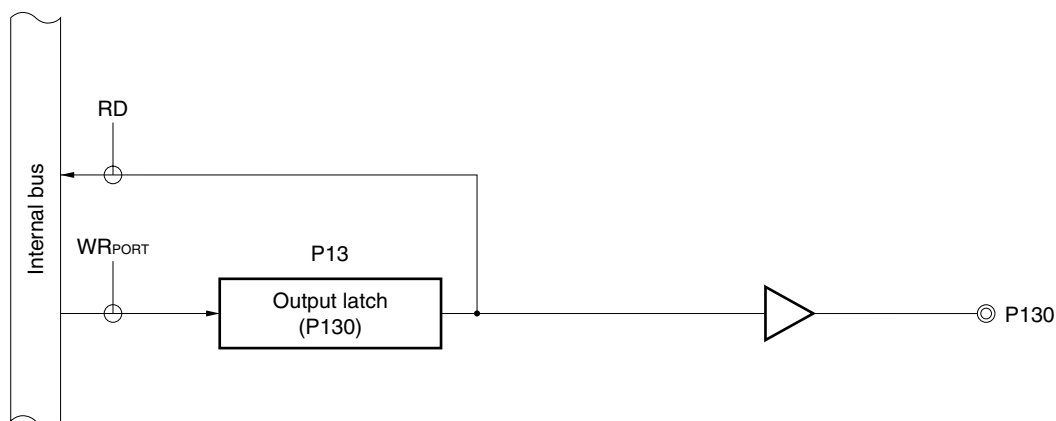 RD
Internal bus
WRPORT
P13
Output latch
(P130)
P130